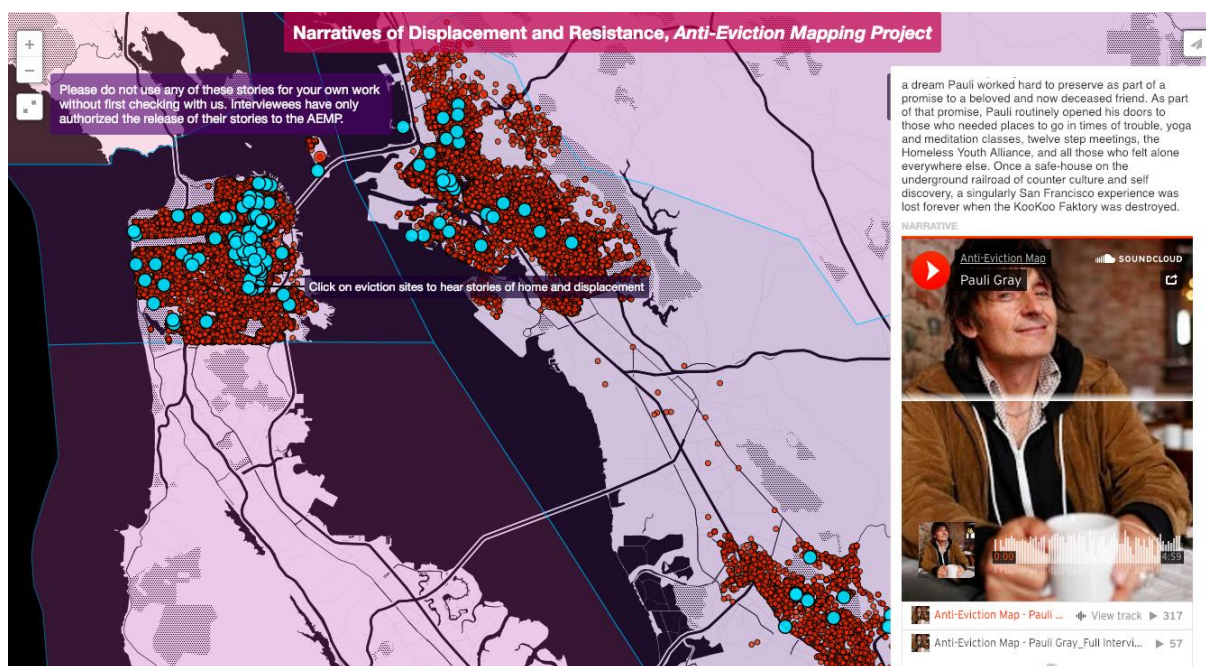 Narratives of Displacement and Resistance, Anti-Eviction Mapping Project
+
−
Please do not use any of these stories for your own work
without first checking with us. Interviewees have only
authorized the release of their stories to the AEMP.
Click on eviction sites to hear stories of home and displacement
a dream Pauli worked hard to preserve as part of a
promise to a beloved and now deceased friend. As part
of that promise, Pauli routinely opened his doors to
those who needed places to go in times of trouble, yoga
and meditation classes, twelve step meetings, the
Homeless Youth Alliance, and all those who felt alone
everywhere else. Once a safe-house on the
underground railroad of counter culture and self
discovery, a singularly San Francisco experience was
lost forever when the KooKoo Faktory was destroyed.
NARRATIVE
Anti-Eviction Map
SOUNDCLOUD
Pauli Gray
0:00
4:59
Anti-Eviction Map - Pauli ... View track 317
Anti-Eviction Map - Pauli Gray_Full Intervi... 57